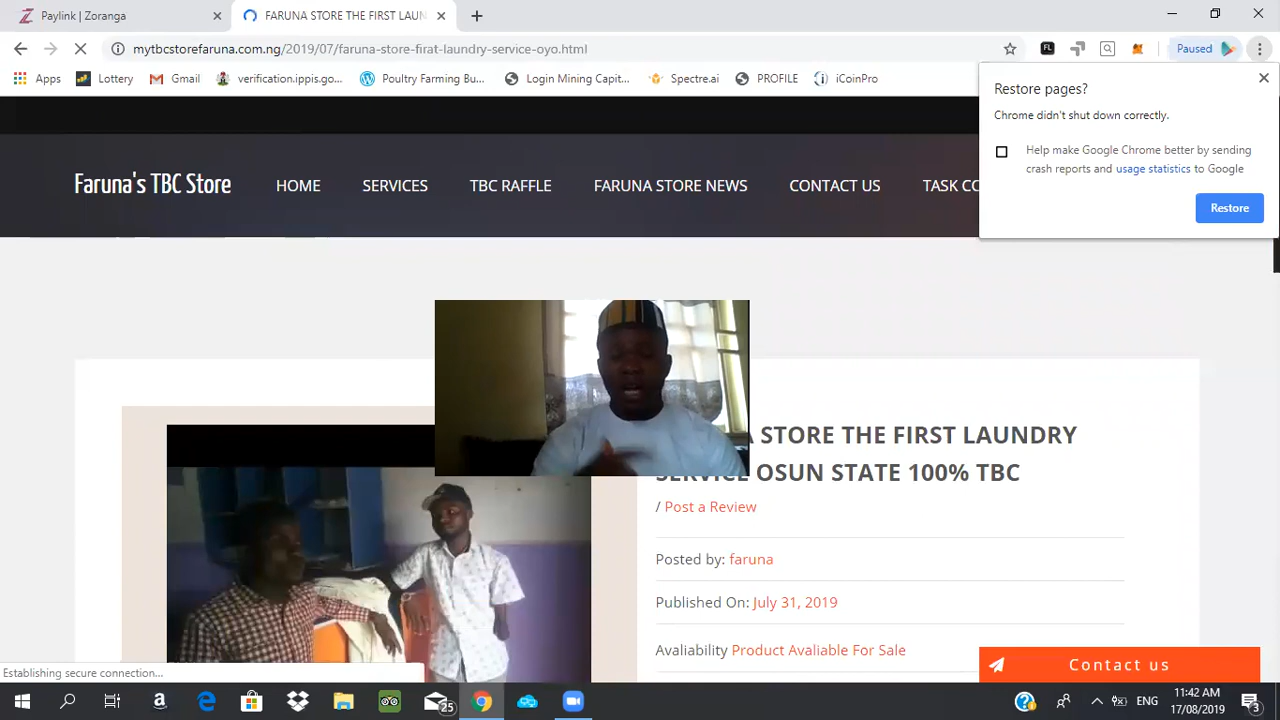 Paylink | Zoranga
FARUNA STORE THE FIRST LAUN
mytbcstorefaruna.com.ng/2019/07/faruna-store-firat-laundry-service-oyo.html
FL
Paused
Apps
Lottery
Gmail
verification.ippis.go...
Poultry Farming Bu...
Login Mining Capit...
Spectre.ai
PROFILE
iCoinPro
Restore pages?
Chrome didn't shut down correctly.
Help make Google Chrome better by sending
crash reports and usage statistics to Google
Restore
Faruna's TBC Store
HOME
SERVICES
TBC RAFFLE
FARUNA STORE NEWS
CONTACT US
TASK CO
STORE THE FIRST LAUNDRY
SERVICE OSUN STATE 100% TBC
/ Post a Review
Posted by: faruna
Published On: July 31, 2019
Avaliability Product Avaliable For Sale
Contact us
Establishing secure connection...
25
ENG
11:42 AM
17/08/2019
3